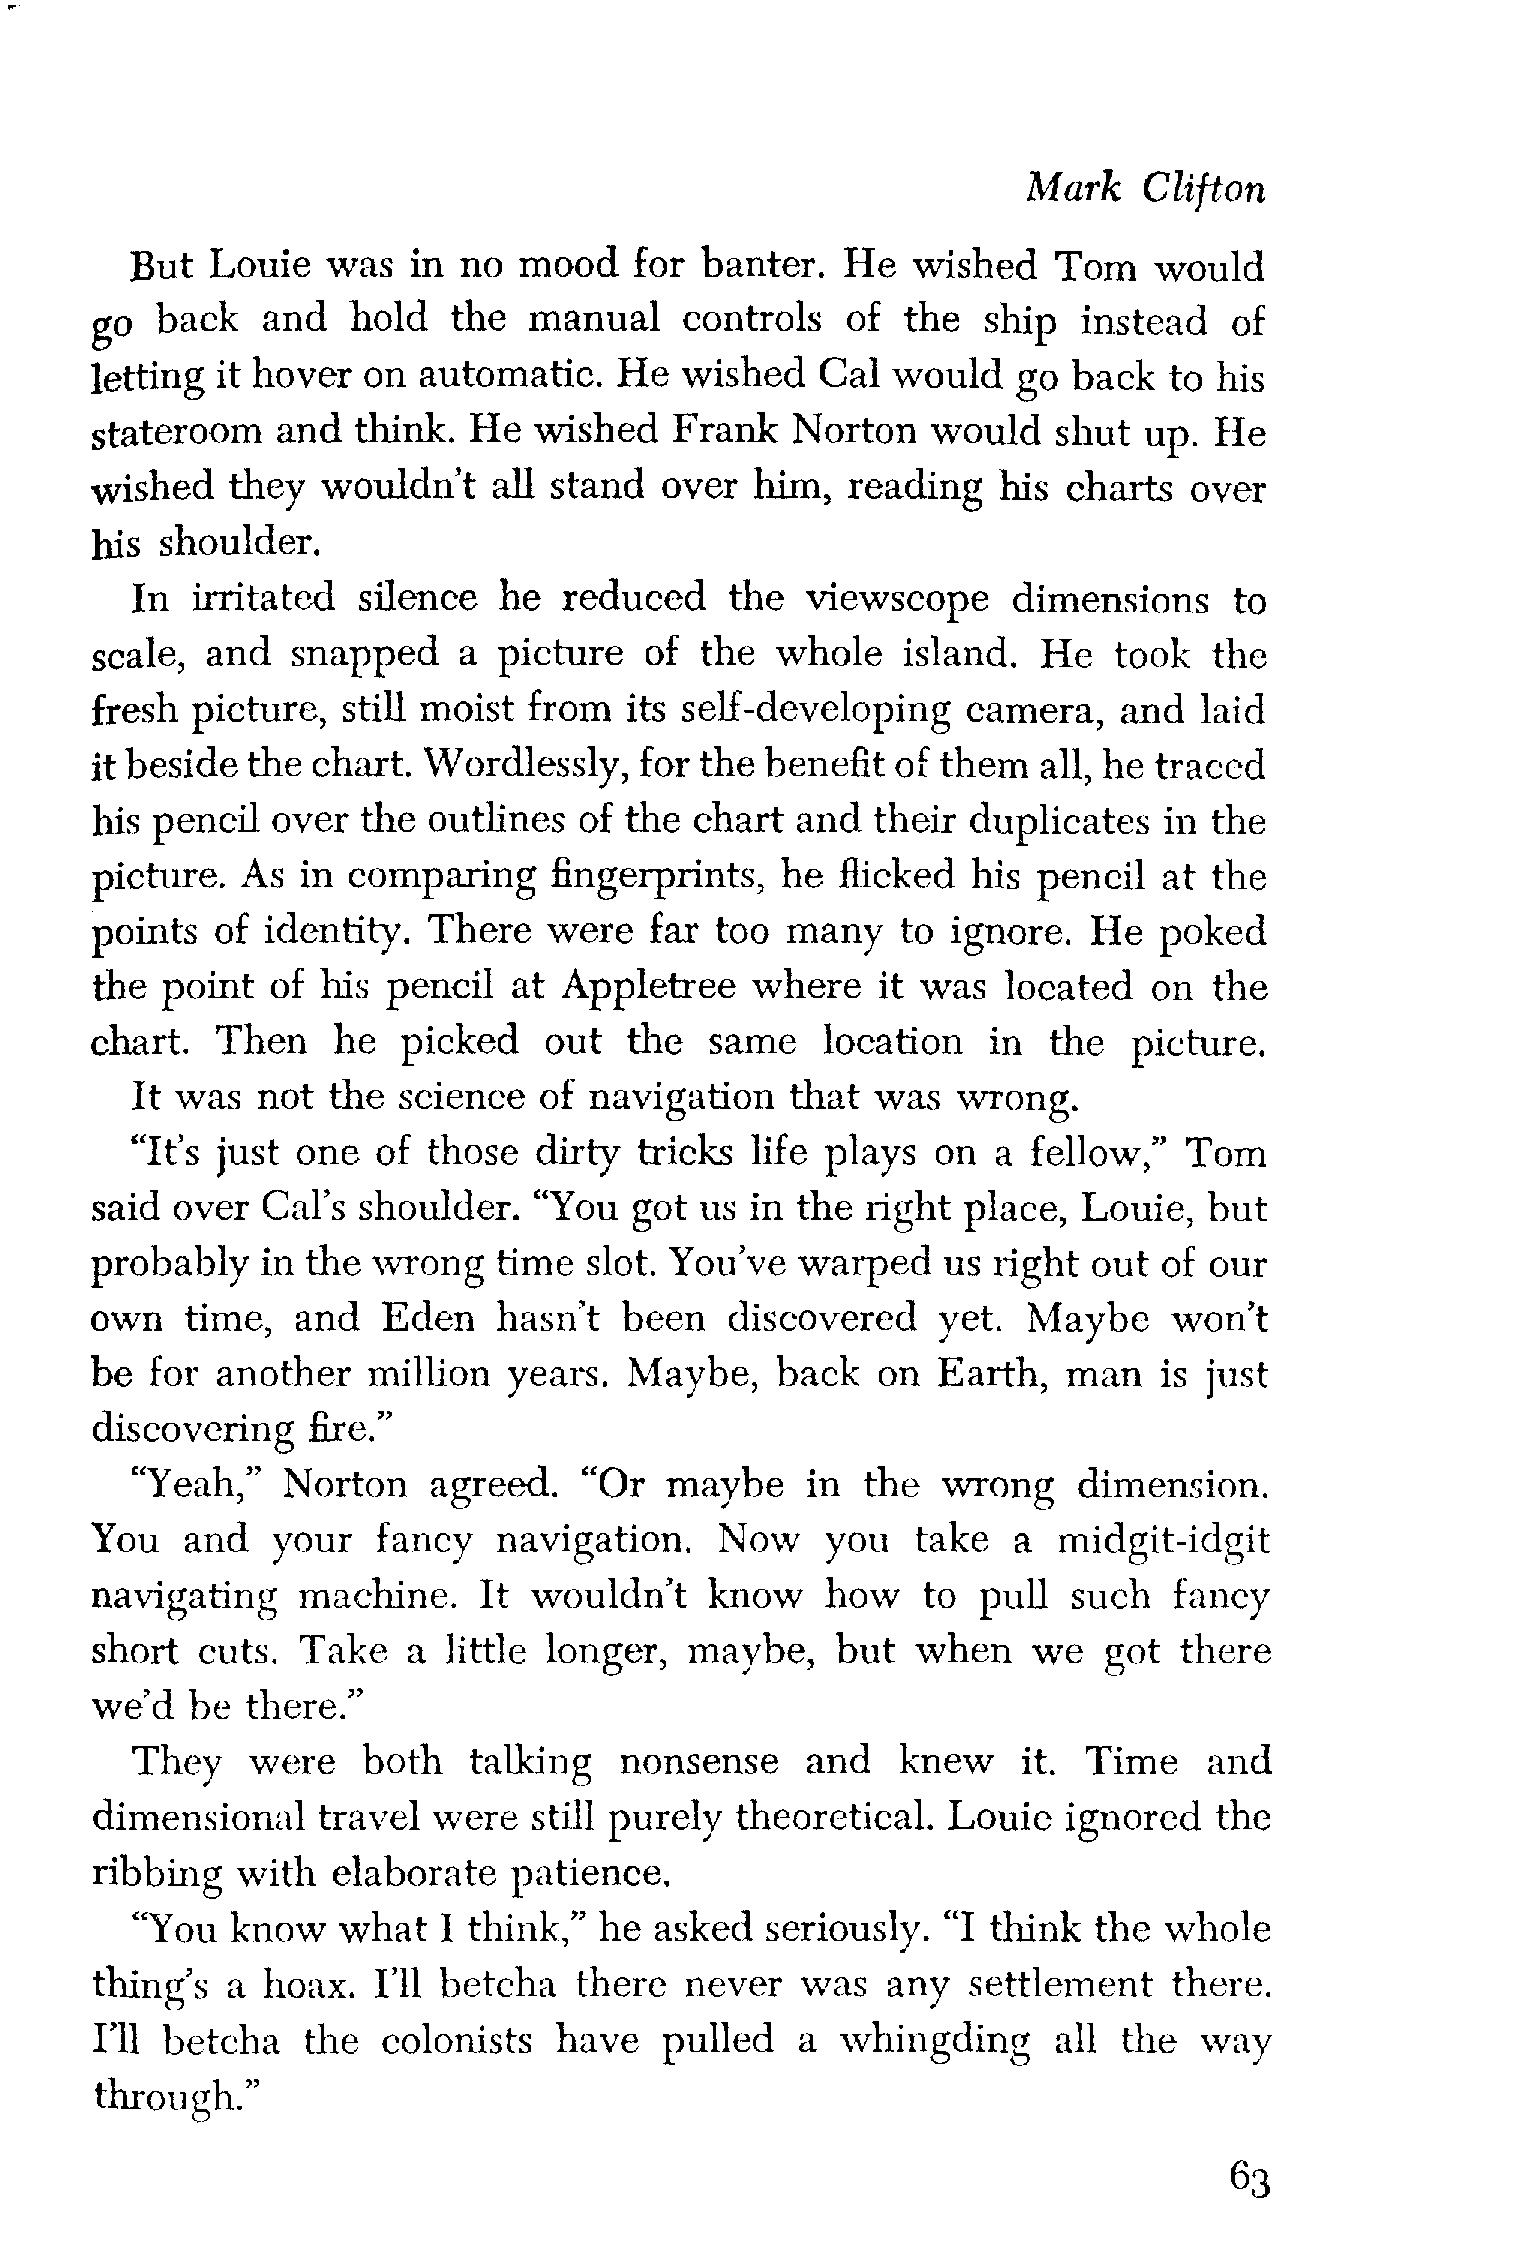 Mark Clifton
But Louie was in no mood for banter. He wished Tom would
go back and hold the manual controls of the ship instead of
letting it hover on automatic. He wished Cal would go back to his
stateroom and think. He wished Frank Norton would shut up. He
wished they wouldn't all stand over him, reading his charts over
his shoulder.
In irritated silence he reduced the viewscope dimensions to
scale, and snapped a picture of the whole island. He took the
fresh picture, still moist from its self-developing camera, and laid
it beside the chart. Wordlessly, for the benefit of them all, he traced
his pencil over the outlines of the chart and their duplicates in the
picture. As in comparing fingerprints, he flicked his pencil at the
points of identity. There were far too many to ignore. He poked
the point of his pencil at Appletree where it was located on the
chart. Then he picked out the same location in the picture.
It was not the science of navigation that was wrong.
“It's just one of those dirty tricks life plays on a fellow,” Tom
said over Cal's shoulder. “You got us in the right place, Louie, but
probably in the wrong time slot. You've warped us right out of our
own time, and Eden hasn't been discovered yet. Maybe won't
be for another million years. Maybe, back on Earth, man is just
discovering fire.”
“Yeah,” Norton agreed. “Or maybe in the wrong dimension.
You and your fancy navigation. Now you take a midgit-idgit
navigating machine. It wouldn't know how to pull such fancy
short cuts. Take a little longer, maybe, but when we got there
we'd be there.”
They were both talking nonsense and knew it. Time and
dimensional travel were still purely theoretical. Louie ignored the
ribbing with elaborate patience.
“You know what I think,” he asked seriously. “I think the whole
thing's a hoax. I'll betcha there never was any settlement there.
I'll betcha the colonists have pulled a whingding all the way
through.”
63